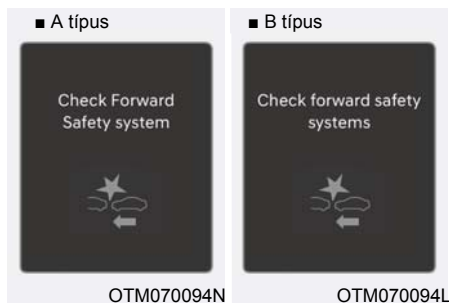 ■ A típus
Check Forward
Safety system
OTM070094N
■ B típus
Check forward safety
systems
OTM070094L